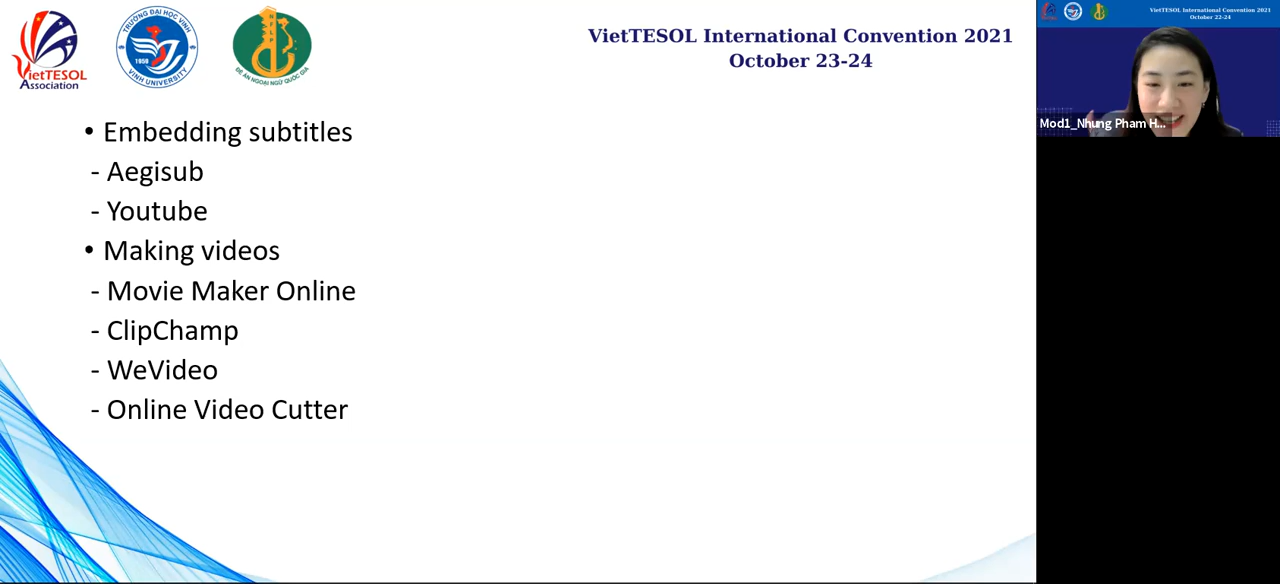 VietTESOL
Association
TRƯỜNG ĐẠI HỌC VINH
1959
VINH UNIVERSITY
NFLP
ĐỀ ÁN NGOẠI NGỮ QUỐC GIA
VietTESOL International Convention 2021
October 23-24
• Embedding subtitles
- Aegisub
- Youtube
• Making videos
- Movie Maker Online
- ClipChamp
- WeVideo
- Online Video Cutter
VietTESOL International Convention 2021
October 22-24
Mod1_Nhung Pham H...